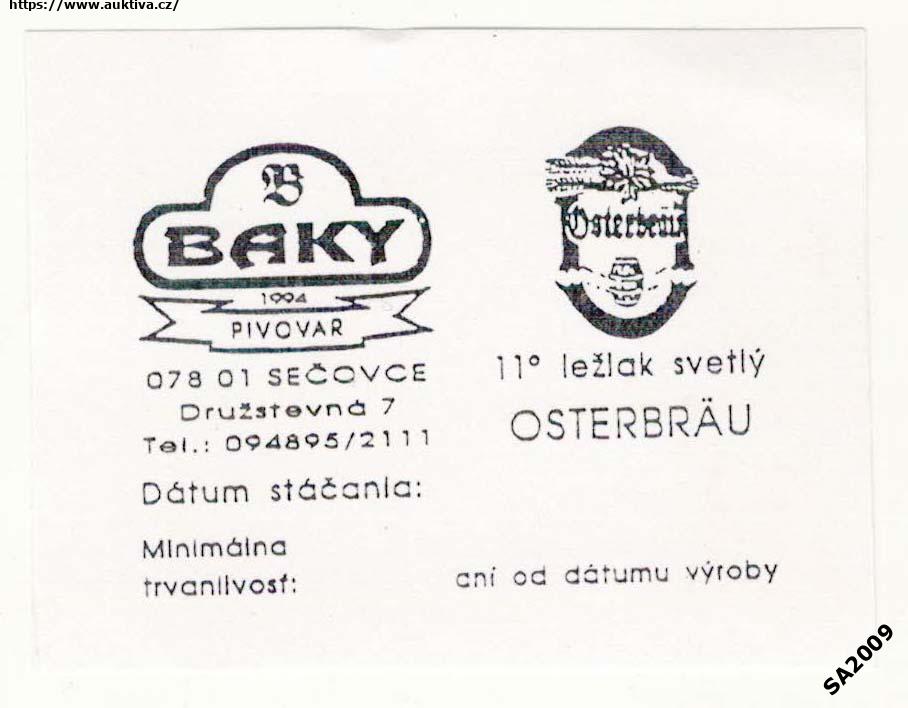 https://www.auktiva.cz/
B
BAKY
1994
PIVOVAR
078 01 SEČOVCE
Družstevná 7
Tel.: 094895/2111
Dátum stáčania:
Minimálna
trvanlivosť:
Osterbräu
11° ležlak svetlý
OSTERBRÄU
dní od dátumu výroby
SA2009